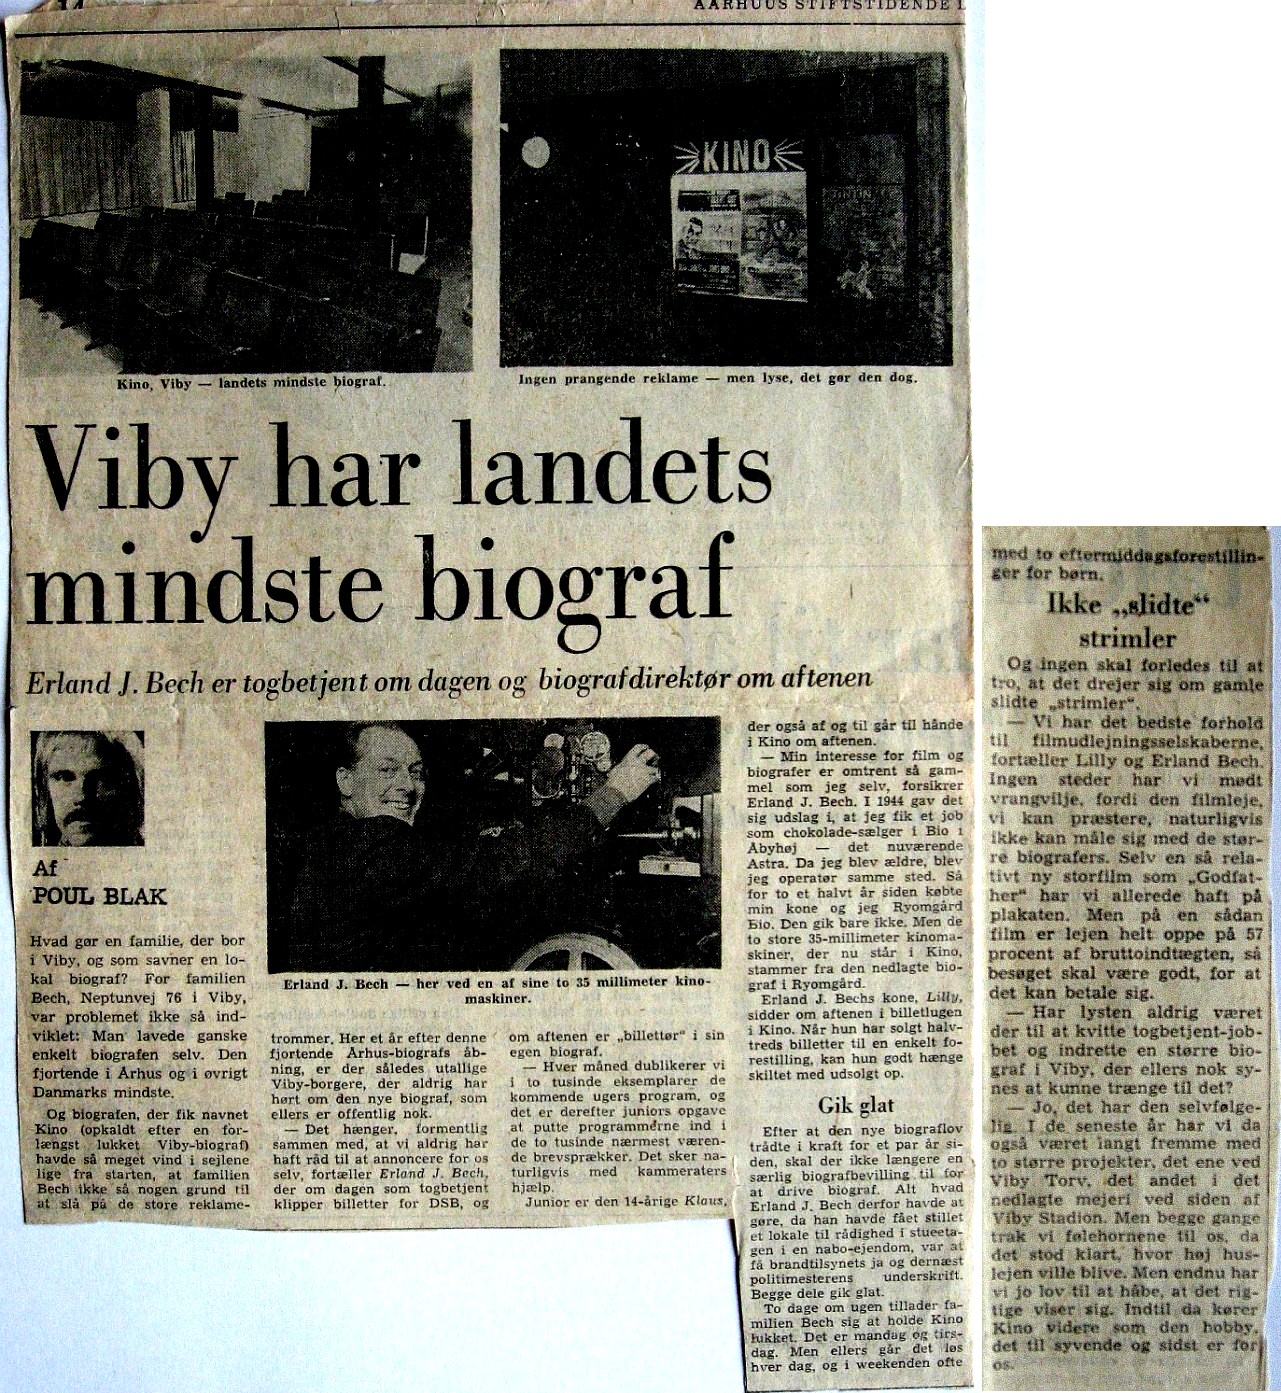 14
AARHUUS STIFTSTIDENDE
KINO
Kino, Viby — landets mindste biograf.
Ingen prangende reklame — men lyse, det gør den dog.
Viby har landets
mindste biograf
Erland J. Bech er togbetjent om dagen og biografdirektør om aftenen
Af
POUL BLAK
Hvad gør en familie, der bor
i Viby, og som savner en lo-
kal biograf? For familien
Bech, Neptunvej 76 i Viby,
var problemet ikke så ind-
viklet: Man lavede ganske
enkelt biografen selv. Den
fjortende i Århus og i øvrigt
Danmarks mindste.
Og biografen, der fik navnet
Kino (opkaldt efter en for-
længst lukket Viby-biograf)
havde så meget vind i sejlene
lige fra starten, at familien
Bech ikke så nogen grund til
at slå på de store reklame-
Erland J. Bech — her ved en af sine to 35 millimeter kino-
maskiner.
trommer. Her et år efter denne
fjortende Århus-biografs åb-
ning, er der således utallige
Viby-borgere, der aldrig har
hørt om den nye biograf, som
ellers er offentlig nok.
— Det hænger, formentlig
sammen med, at vi aldrig har
haft råd til at annoncere for os
selv, fortæller Erland J. Bech,
der om dagen som togbetjent
klipper billetter for DSB, og
om aftenen er „billettør“ i sin
egen biograf.
— Hver måned dublikerer vi
i to tusinde eksemplarer de
kommende ugers program, og
det er derefter juniors opgave
at putte programmerne ind i
de to tusinde nærmest væren-
de brevsprækker. Det sker na-
turligvis med kammeraters
hjælp.
Junior er den 14-årige Klaus,
der også af og til går til hånde
i Kino om aftenen.
— Min interesse for film og
biografer er omtrent så gam-
mel som jeg selv, forsikrer
Erland J. Bech. I 1944 gav det
sig udslag i, at jeg fik et job
som chokolade-sælger i Bio i
Åbyhøj — det nuværende
Astra. Da jeg blev ældre, blev
jeg operatør samme sted. Så
for to et halvt år siden købte
min kone og jeg Ryomgård
Bio. Den gik bare ikke. Men de
to store 35-millimeter kinoma-
skiner, der nu står i Kino,
stammer fra den nedlagte bio-
graf i Ryomgård.
Erland J. Bechs kone, Lilly,
sidder om aftenen i billetlugen
i Kino. Når hun har solgt halv-
treds billetter til en enkelt fo-
restilling, kan hun godt hænge
skiltet med udsolgt op.
Gik glat
Efter at den nye biograflov
trådte i kraft for et par år si-
den, skal der ikke længere en
særlig biografbevilling til for
at drive biograf. Alt hvad
Erland J. Bech derfor havde at
gøre, da han havde fået stillet
et lokale til rådighed i stueeta-
gen i en nabo-ejendom, var at
få brandtilsynets ja og dernæst
politimesterens underskrift.
Begge dele gik glat.
To dage om ugen tillader fa-
milien Bech sig at holde Kino
lukket. Det er mandag og tirs-
dag. Men ellers går det løs
hver dag, og i weekenden ofte
med to eftermiddagsforestillin-
ger for børn.
Ikke „slidte“
strimler
Og ingen skal forledes til at
tro, at det drejer sig om gamle
slidte „strimler“.
— Vi har det bedste forhold
til filmudlejningsselskaberne,
fortæller Lilly og Erland Bech.
Ingen steder har vi mødt
vrangvilje, fordi den filmleje,
vi kan præstere, naturligvis
ikke kan måle sig med de stør-
re biografers. Selv en så rela-
tivt ny storfilm som „Godfat-
her“ har vi allerede haft på
plakaten. Men på en sådan
film er lejen helt oppe på 57
procent af bruttoindtægten, så
besøget skal være godt, for at
det kan betale sig.
— Har lysten aldrig været
der til at kvitte togbetjent-job-
bet og indrette en større bio-
graf i Viby, der ellers nok sy-
nes at kunne trænge til det?
— Jo, det har den selvfølge-
lig. I de seneste år har vi da
også været langt fremme med
to større projekter, det ene ved
Viby Torv, det andet i det
nedlagte mejeri ved siden af
Viby Stadion. Men begge gange
trak vi følehornene til os, da
det stod klart, hvor høj hus-
lejen ville blive. Men endnu har
vi jo lov til at håbe, at det rig-
tige viser sig. Indtil da kører
Kino videre som den hobby,
det til syvende og sidst er for
os.